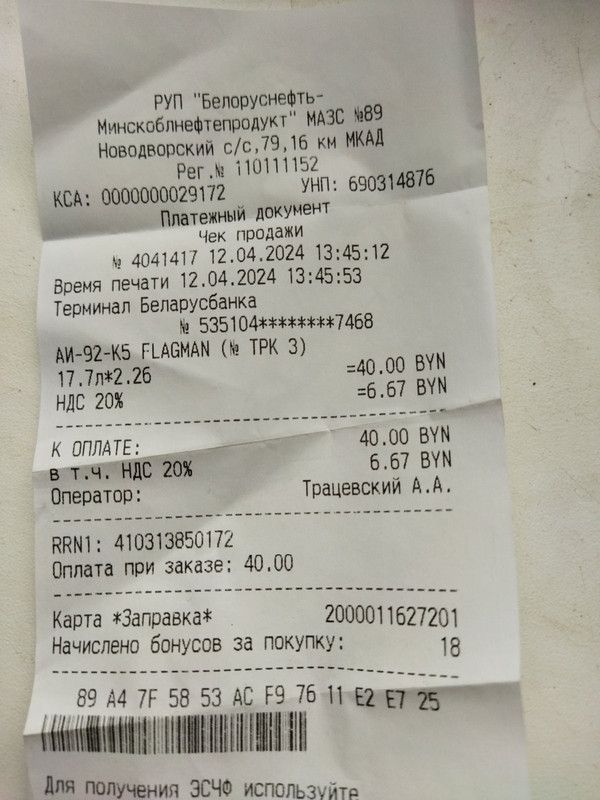 РУП "Белоруснефть-
Минскоблнефтепродукт" МАЗС №89
Новодворский с/с,79,16 км МКАД
Рег.№ 110111152
КСА: 0000000029172 УНП: 690314876
Платежный документ
Чек продажи
№ 4041417 12.04.2024 13:45:12
Время печати 12.04.2024 13:45:53
Терминал Беларусбанка
№ 535104********7468
АИ-92-К5 FLAGMAN (№ ТРК 3)
17.7л*2.26 =40.00 BYN
НДС 20% =6.67 BYN
К ОПЛАТЕ: 40.00 BYN
в т.ч. НДС 20% 6.67 BYN
Оператор: Трацевский А.А.
RRN1: 410313850172
Оплата при заказе: 40.00
Карта *Заправка* 2000011627201
Начислено бонусов за покупку: 18
89 A4 7F 58 53 AC F9 76 11 E2 E7 25
Для получения ЭСЧФ используйте